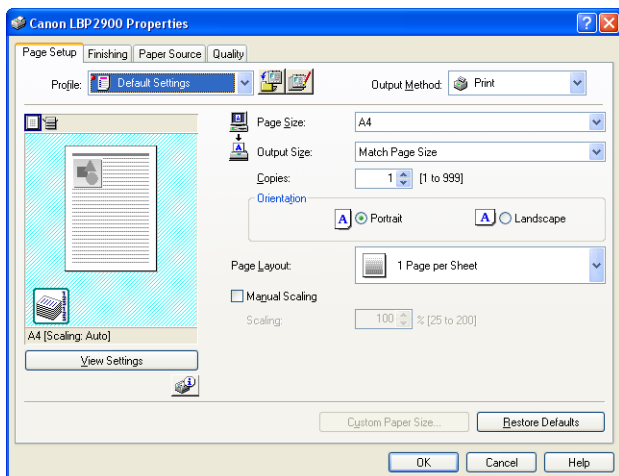 Canon LBP2900 Properties
Page Setup Finishing Paper Source Quality
Profile: Default Settings Output Method: Print
Page Size: A4
Output Size: Match Page Size
Copies: 1 [1 to 999]
Orientation
A Portrait A Landscape
Page Layout: 1 Page per Sheet
Manual Scaling
Scaling: 100 % [25 to 200]
A4 [Scaling: Auto]
View Settings
Custom Paper Size... Restore Defaults
OK Cancel Help